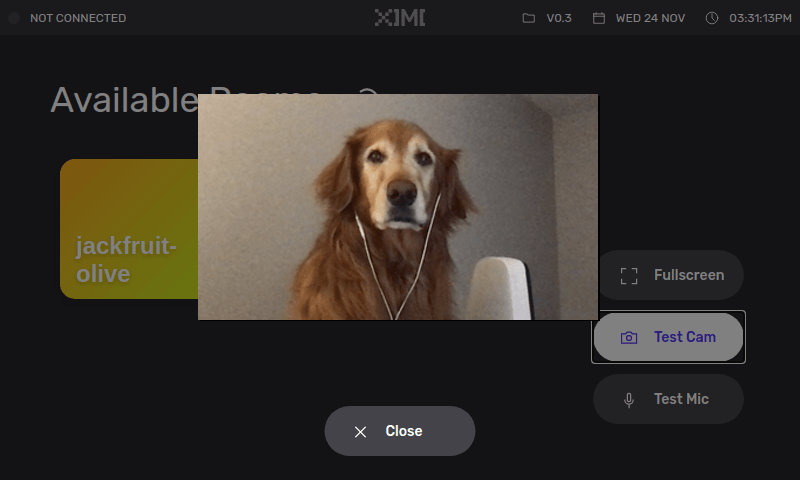 NOT CONNECTED
XIMI
V0.3
WED 24 NOV
03:31:13PM
Available Rooms
jackfruit-
olive
Fullscreen
Test Cam
Test Mic
Close